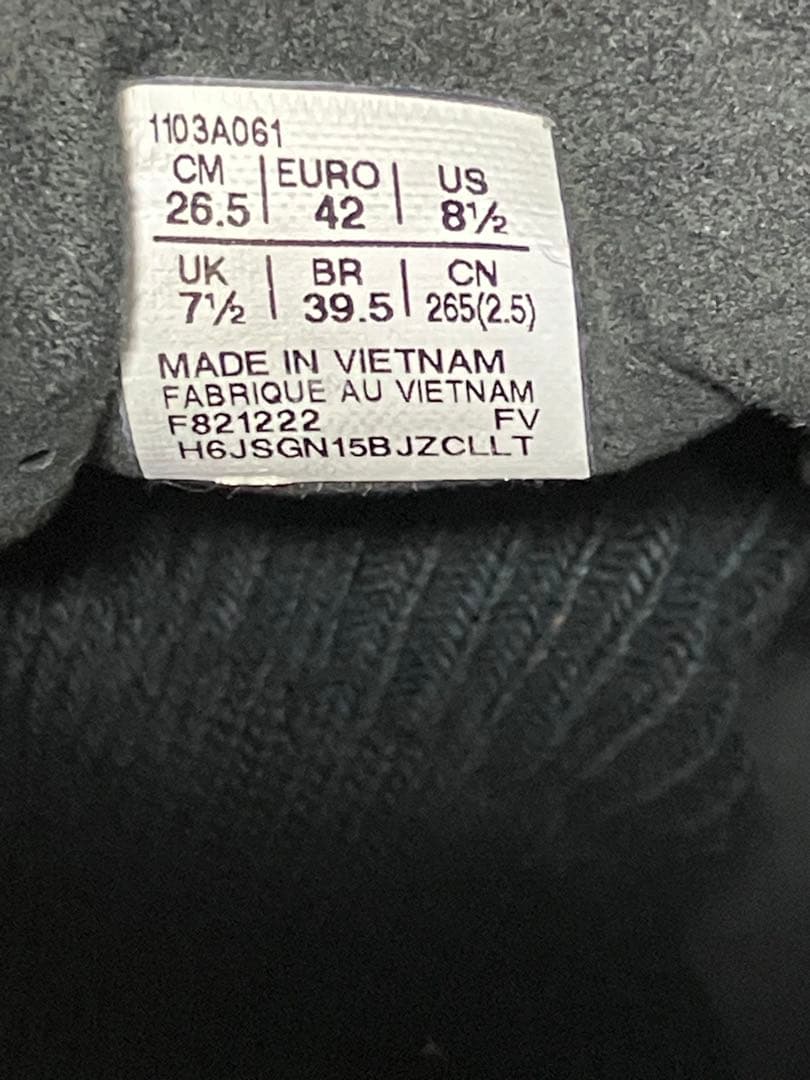 1103A061
CM | EURO | US
26.5 | 42 | 8½
UK | BR | CN
7½ | 39.5 | 265(2.5)
MADE IN VIETNAM
FABRIQUE AU VIETNAM
F821222 FV
H6JSGN15BJZCLLT